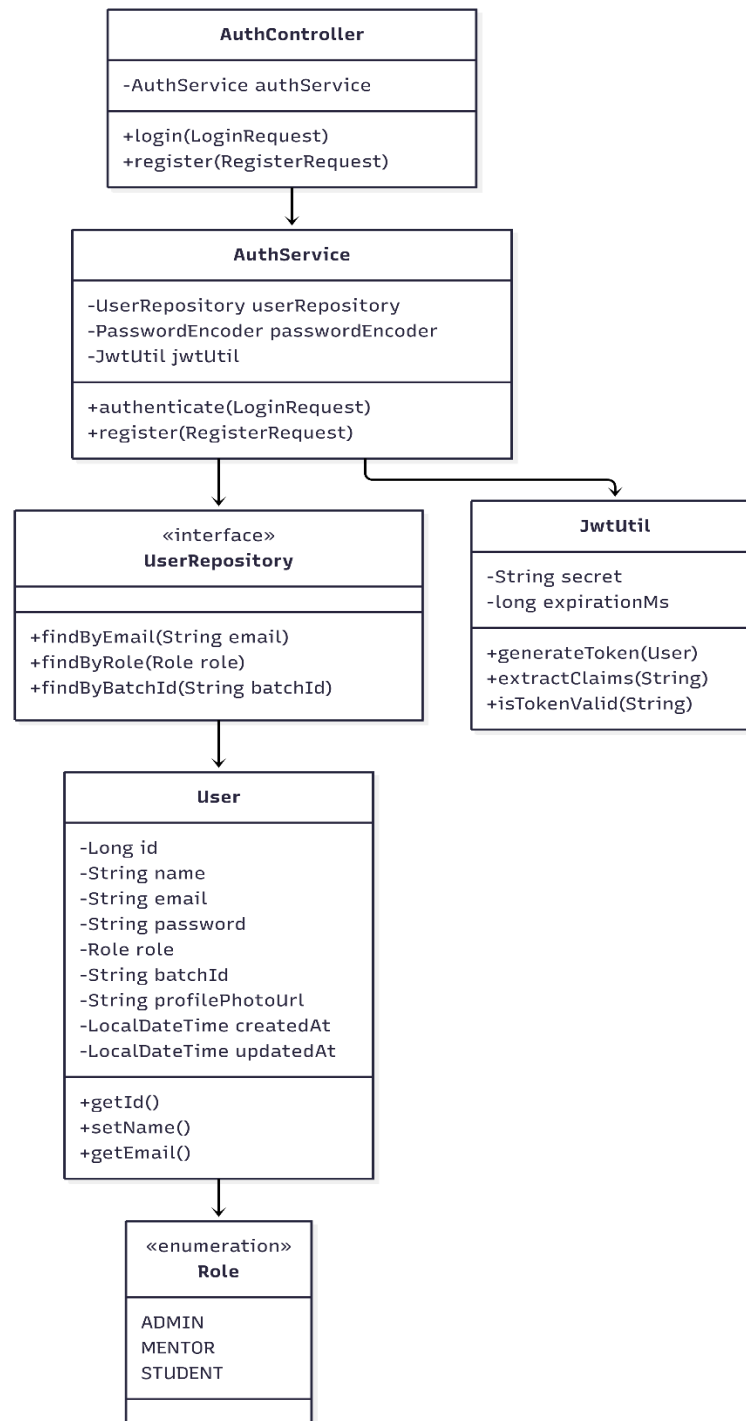 AuthController
-AuthService authService
+login(LoginRequest)
+register(RegisterRequest)
AuthService
-UserRepository userRepository
-PasswordEncoder passwordEncoder
-JwtUtil jwtUtil
+authenticate(LoginRequest)
+register(RegisterRequest)
«interface»
UserRepository
+findByEmail(String email)
+findByRole(Role role)
+findByBatchId(String batchId)
JwtUtil
-String secret
-long expirationMs
+generateToken(User)
+extractClaims(String)
+isTokenValid(String)
User
-Long id
-String name
-String email
-String password
-Role role
-String batchId
-String profilePhotoUrl
-LocalDateTime createdAt
-LocalDateTime updatedAt
+getId()
+setName()
+getEmail()
«enumeration»
Role
ADMIN
MENTOR
STUDENT